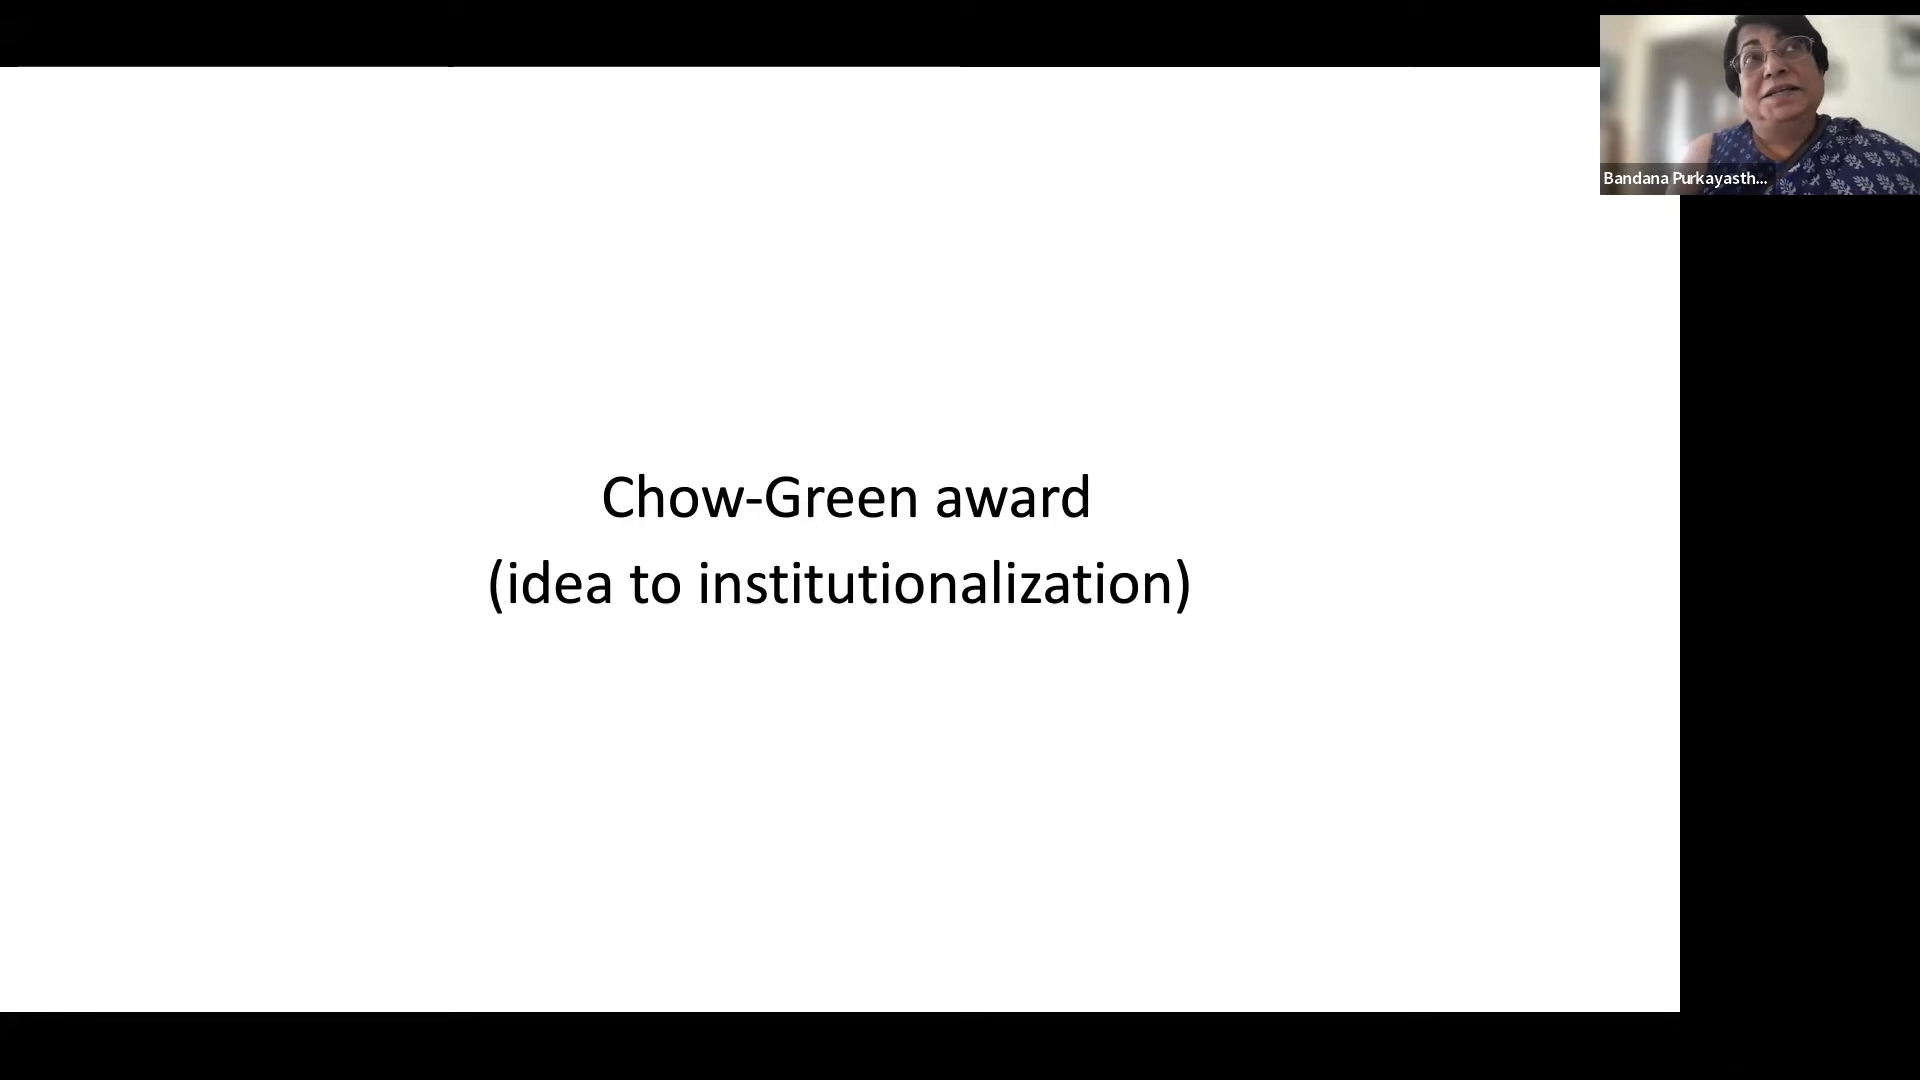 Bandana Purkayasth...
Chow-Green award
(idea to institutionalization)